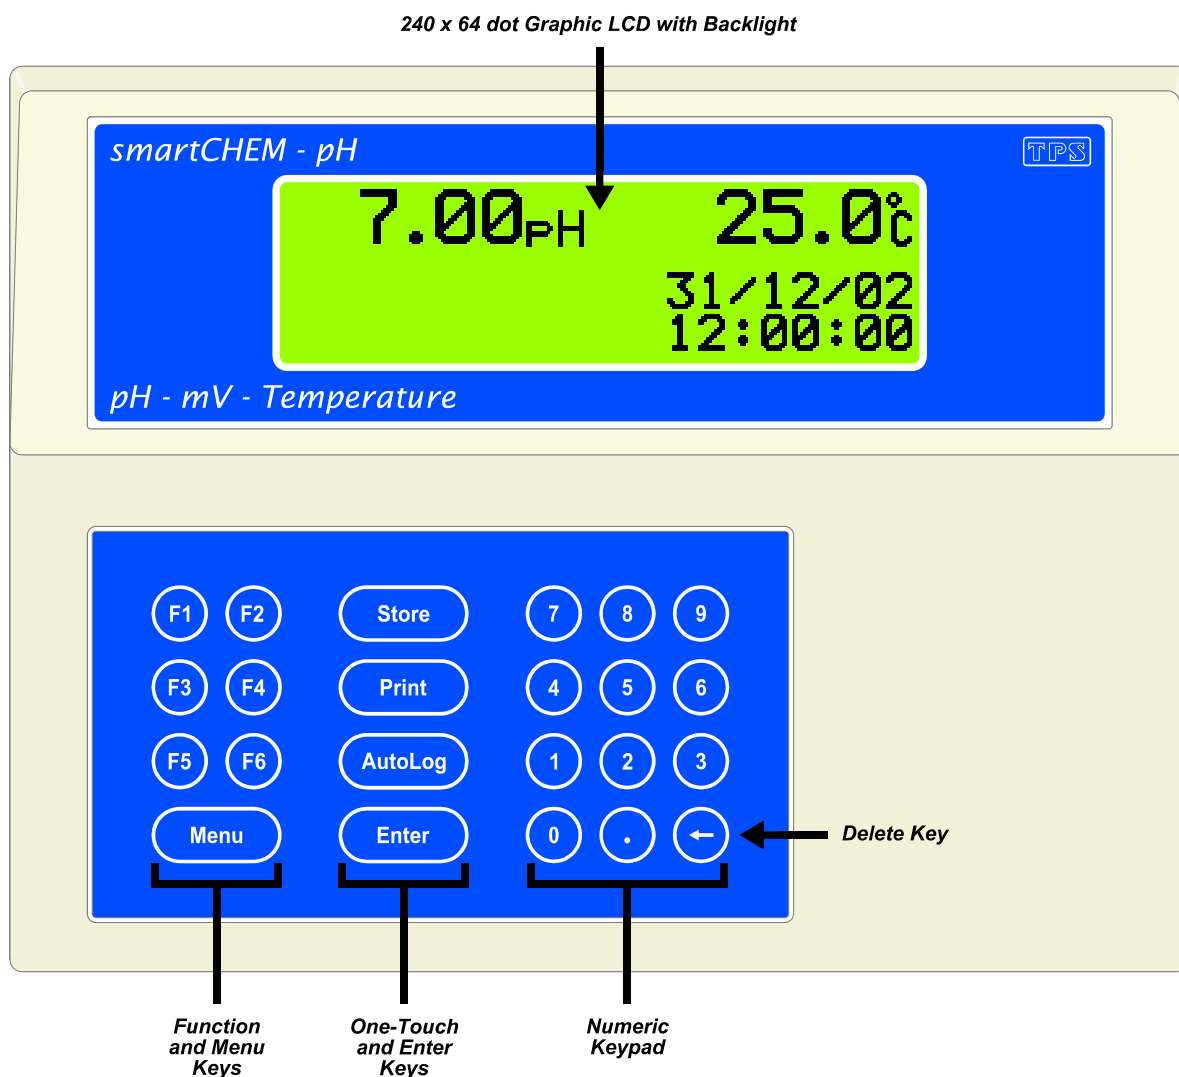 240 x 64 dot Graphic LCD with Backlight
smartCHEM - pH
TPS
7.00pH 25.0°C
31/12/02
12:00:00
pH - mV - Temperature
F1 F2 Store 7 8 9
F3 F4 Print 4 5 6
F5 F6 AutoLog 1 2 3
Menu Enter 0 . ←
Delete Key
Function
and Menu
Keys
One-Touch
and Enter
Keys
Numeric
Keypad